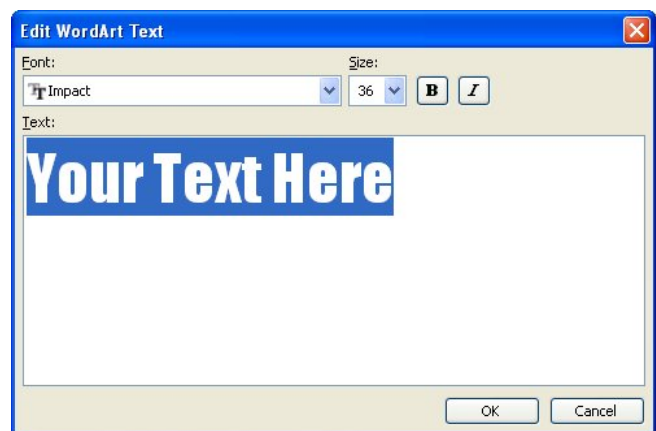 Edit WordArt Text
Font:
Size:
Impact
36
B
I
Text:
Your Text Here
OK
Cancel